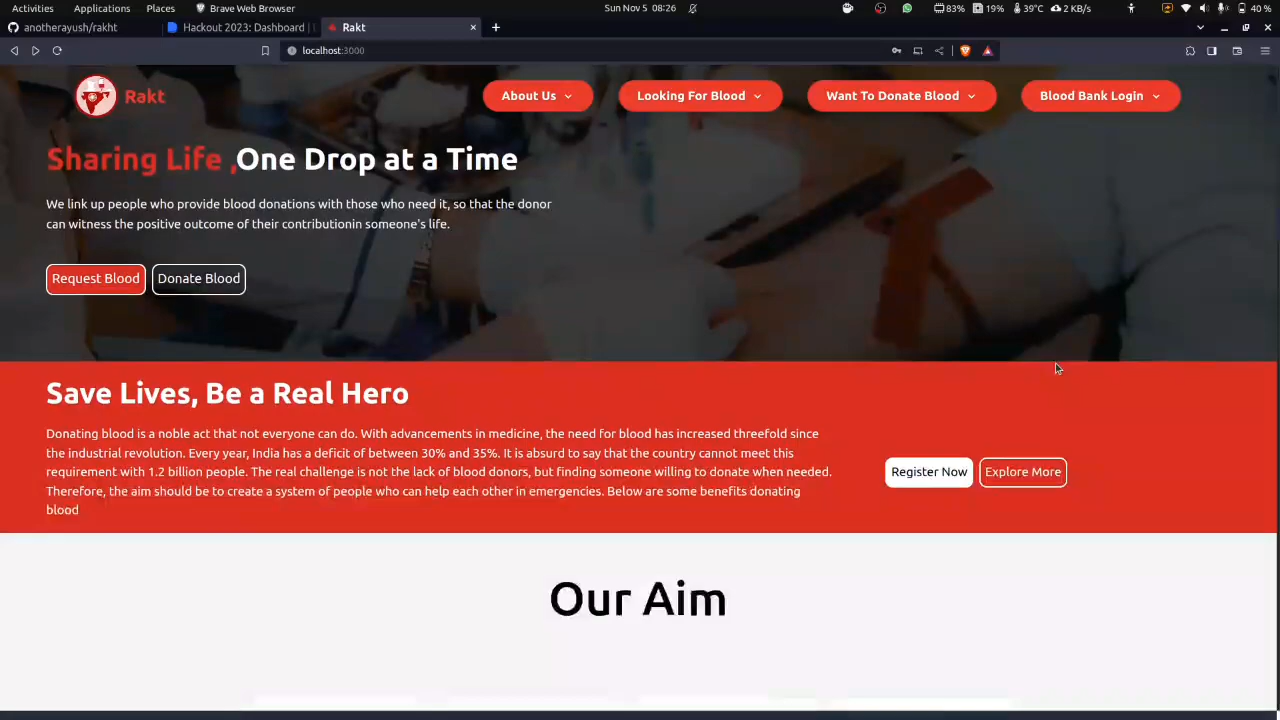 Activities Applications Places Brave Web Browser Sun Nov 5 08:26 83% 19% 39°C 2 KB/s 40 %
anotherayush/rakht Hackout 2023: Dashboard | Rakt
localhost:3000
Rakt About Us Looking For Blood Want To Donate Blood Blood Bank Login
Sharing Life ,One Drop at a Time
We link up people who provide blood donations with those who need it, so that the donor
can witness the positive outcome of their contributionin someone's life.
Request Blood Donate Blood
Save Lives, Be a Real Hero
Donating blood is a noble act that not everyone can do. With advancements in medicine, the need for blood has increased threefold since
the industrial revolution. Every year, India has a deficit of between 30% and 35%. It is absurd to say that the country cannot meet this
requirement with 1.2 billion people. The real challenge is not the lack of blood donors, but finding someone willing to donate when needed.
Therefore, the aim should be to create a system of people who can help each other in emergencies. Below are some benefits donating
blood
Register Now Explore More
Our Aim